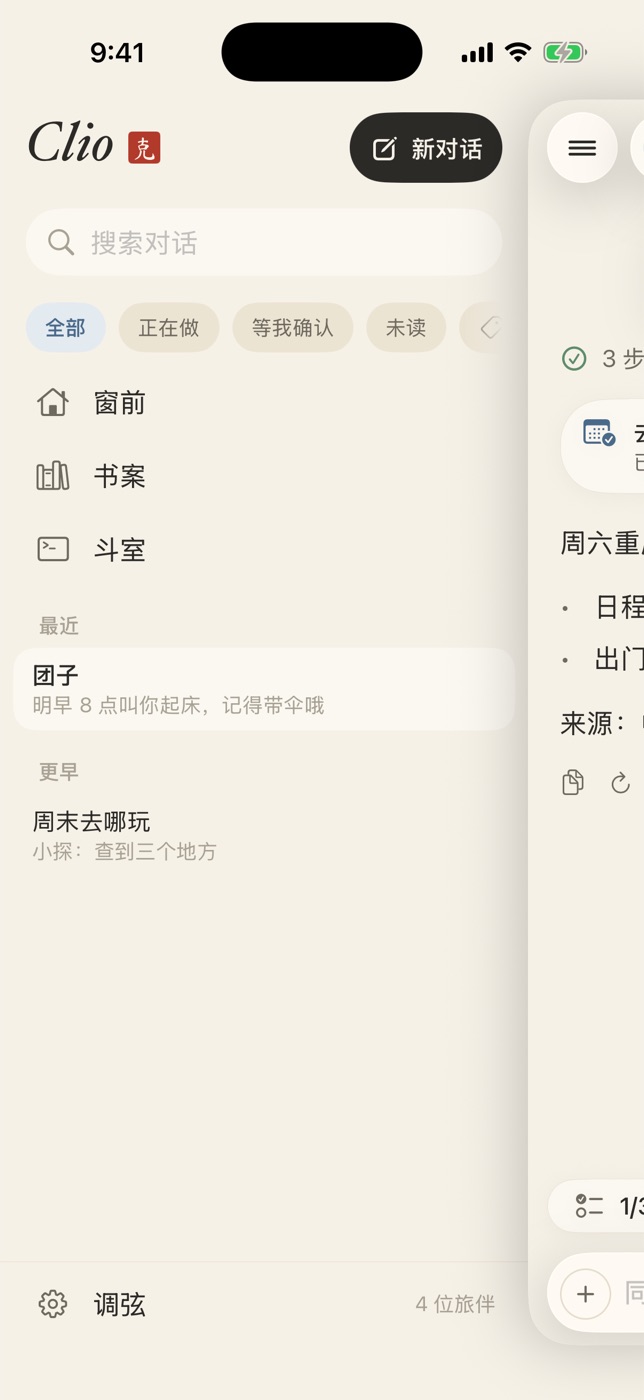 9:41
Clio 克
新对话
搜索对话
全部
正在做
等我确认
未读
窗前
书案
斗室
最近
团子
明早 8 点叫你起床，记得带伞哦
更早
周末去哪玩
小探：查到三个地方
调弦
4 位旅伴
3 步
周六重
• 日程
• 出门
来源：
1/3